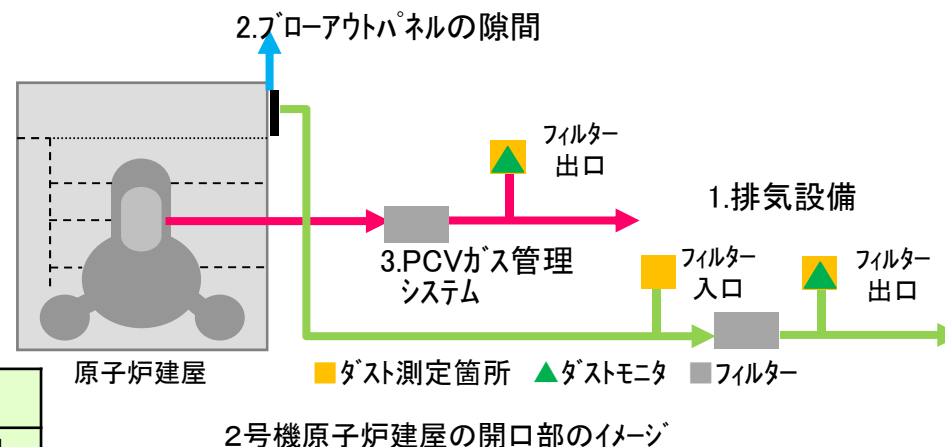 2.ブローアウトパネルの隙間
フィルター
出口
1.排気設備
3.PCVガス管理
システム
フィルター
入口
フィルター
出口
原子炉建屋
ダスト測定箇所 ダストモニタ フィルター
2号機原子炉建屋の開口部のイメージ